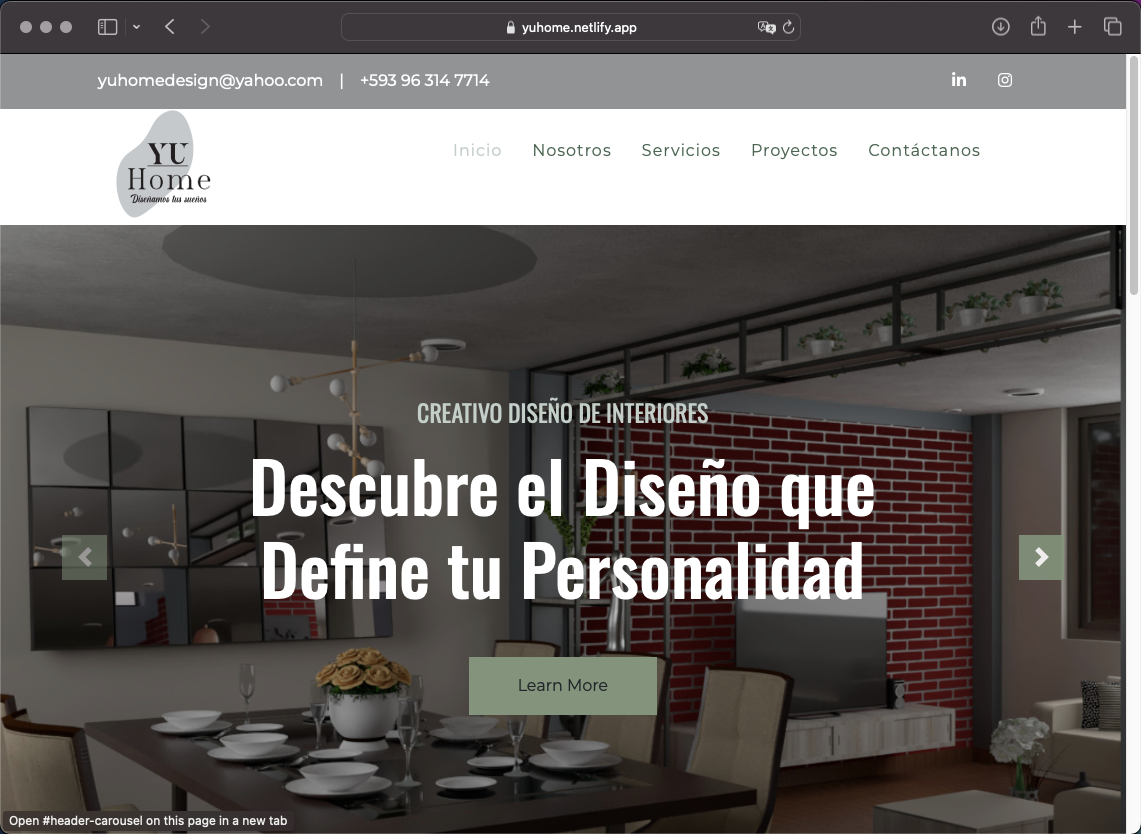 yuhome.netlify.app
yuhomedesign@yahoo.com | +593 96 314 7714
YU
Home
Diseñamos tus sueños
Inicio Nosotros Servicios Proyectos Contáctanos
CREATIVO DISEÑO DE INTERIORES
Descubre el Diseño que
Define tu Personalidad
Learn More
Open #header-carousel on this page in a new tab